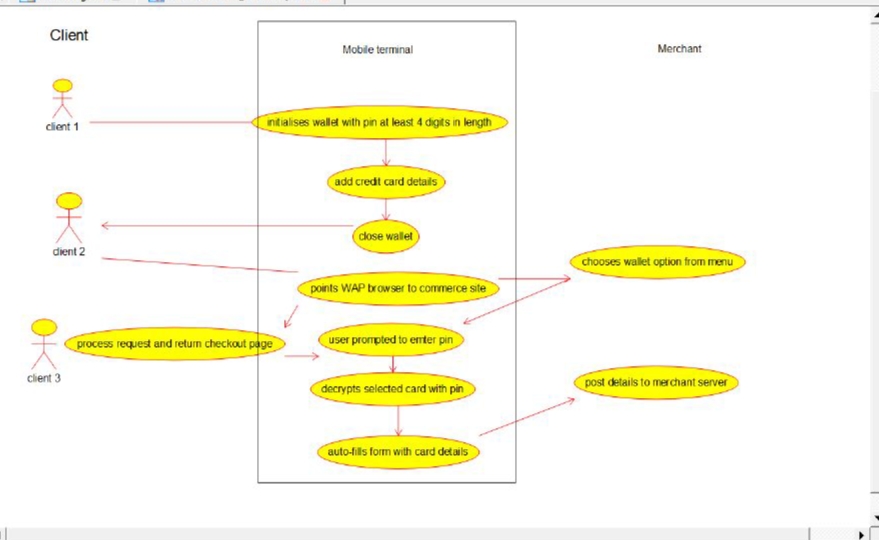 Client
Mobile terminal
Merchant
client 1
initialises wallet with pin at least 4 digits in length
add credit card details
client 2
close wallet
chooses wallet option from menu
points WAP browser to commerce site
process request and return checkout page
user prompted to emter pin
client 3
decrypts selected card with pin
post details to merchant server
auto-fills form with card details